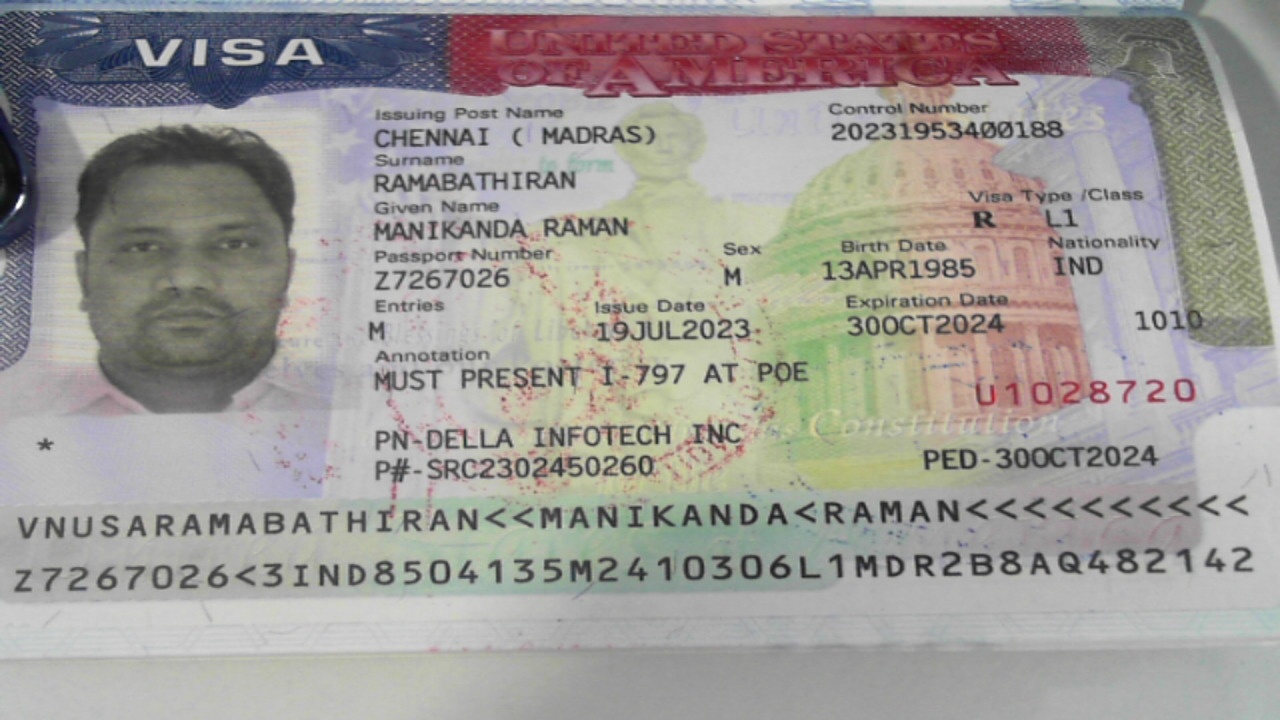 VISA
UNITED STATES
OF AMERICA
Issuing Post Name
CHENNAI ( MADRAS)
Control Number
20231953400188
Surname
RAMABATHIRAN
Visa Type /Class
R L1
Given Name
MANIKANDA RAMAN
Passport Number
Z7267026
Sex
M
Birth Date
13APR1985
Nationality
IND
Entries
M
Issue Date
19JUL2023
Expiration Date
30OCT2024
1010
Annotation
MUST PRESENT I-797 AT POE
U1028720
Constitution
*
PN-DELLA INFOTECH INC
P#-SRC2302450260
PED-30OCT2024
VNUSARAMABATHIRAN<<MANIKANDA<RAMAN<<<<<<<<<<
Z7267026<3IND8504135M2410306L1MDR2B8AQ482142